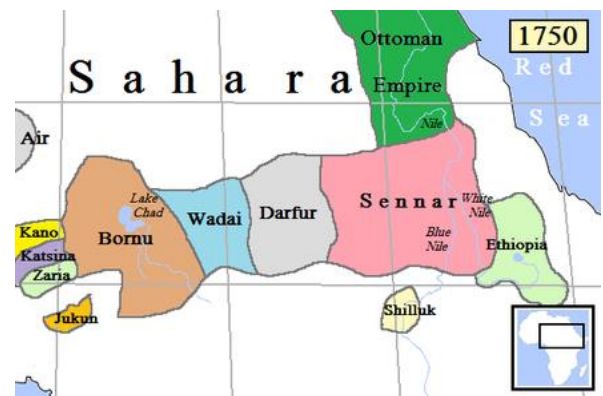 Ottoman
Empire
1750
Red
Sea
Sahara
Nile
Air
Lake
Chad
Wadai
Darfur
Sennar
White
Nile
Blue
Nile
Kano
Katsina
Zaria
Bornu
Ethiopia
Jukun
Shilluk